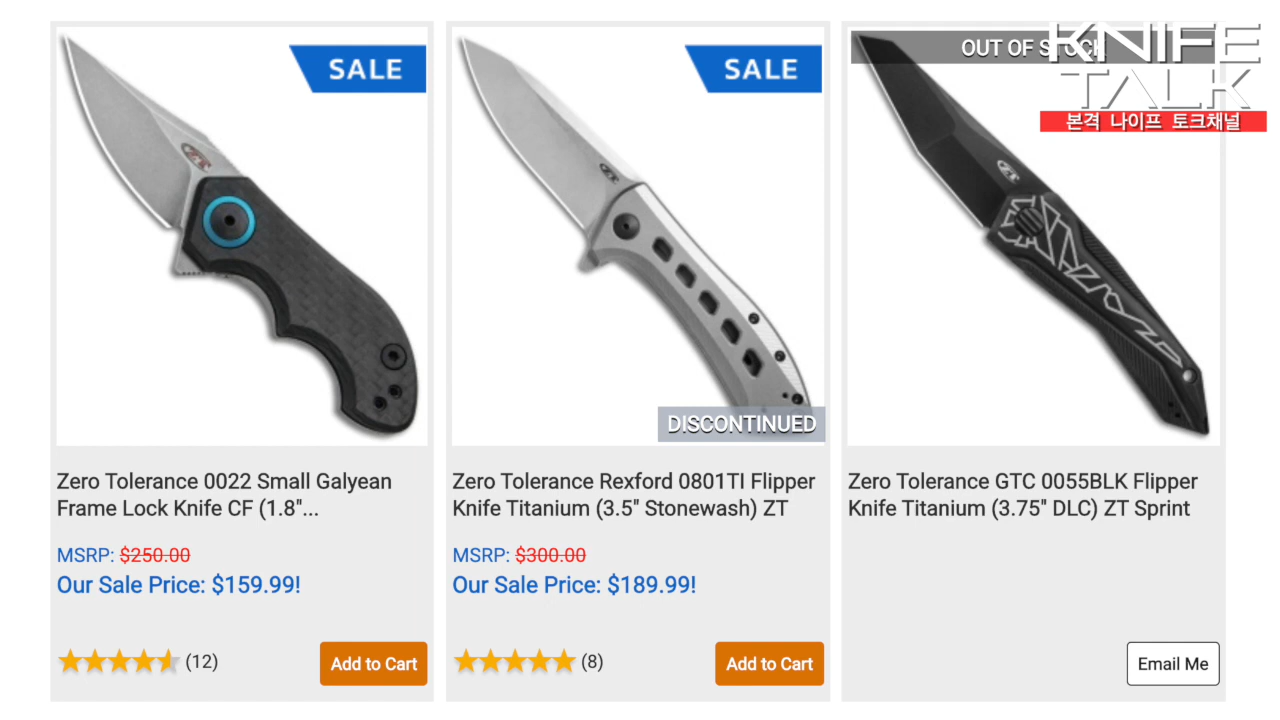 SALE
SALE
OUT OF STOCK
KNIFE
TALK
본격 나이프 토크채널
DISCONTINUED
Zero Tolerance 0022 Small Galyean
Frame Lock Knife CF (1.8"...
MSRP: $250.00
Our Sale Price: $159.99!
(12)
Add to Cart
Zero Tolerance Rexford 0801TI Flipper
Knife Titanium (3.5" Stonewash) ZT
MSRP: $300.00
Our Sale Price: $189.99!
(8)
Add to Cart
Zero Tolerance GTC 0055BLK Flipper
Knife Titanium (3.75" DLC) ZT Sprint
Email Me